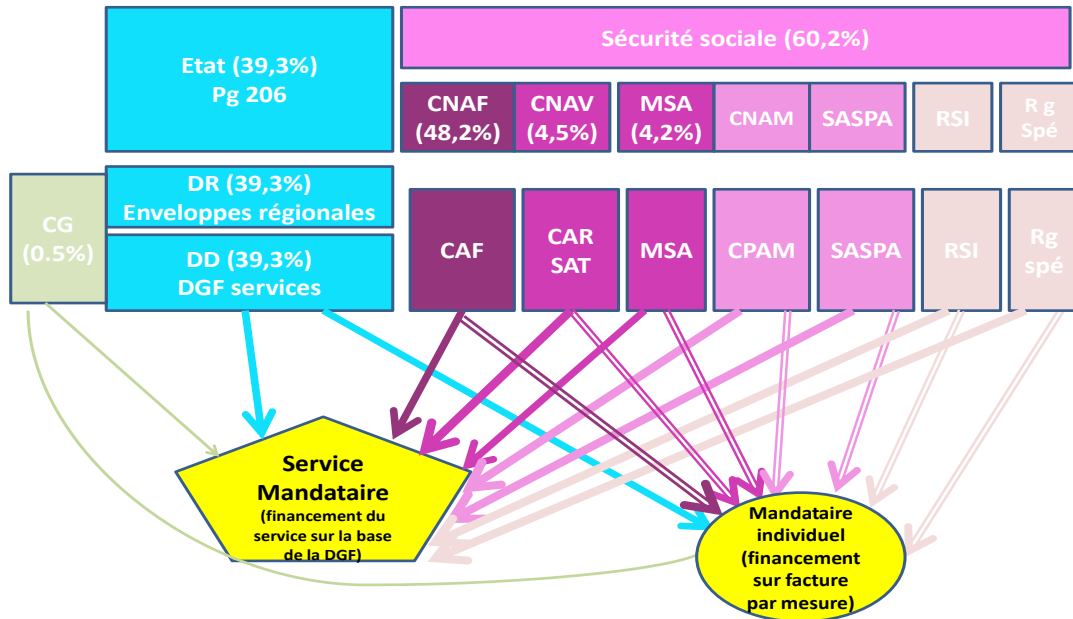 Etat (39,3%)
Pg 206
Sécurité sociale (60,2%)
CNAF
(48,2%)
CNAV
(4,5%)
MSA
(4,2%)
CNAM
SASPA
RSI
R g
Spé
CG
(0.5%)
DR (39,3%)
Enveloppes régionales
DD (39,3%)
DGF services
CAF
CAR
SAT
MSA
CPAM
SASPA
RSI
Rg
spé
Service
Mandataire
(financement du
service sur la base
de la DGF)
Mandataire
individuel
(financement
sur facture
par mesure)